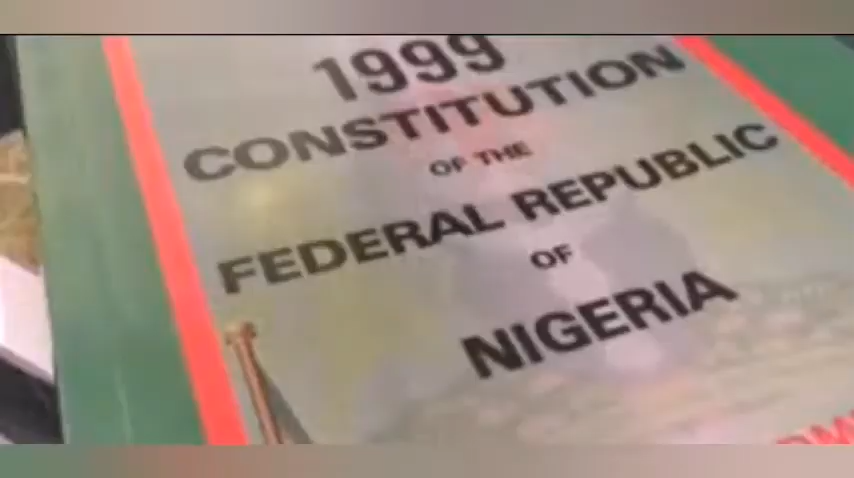 1999
CONSTITUTION
OF THE
FEDERAL REPUBLIC
OF
NIGERIA